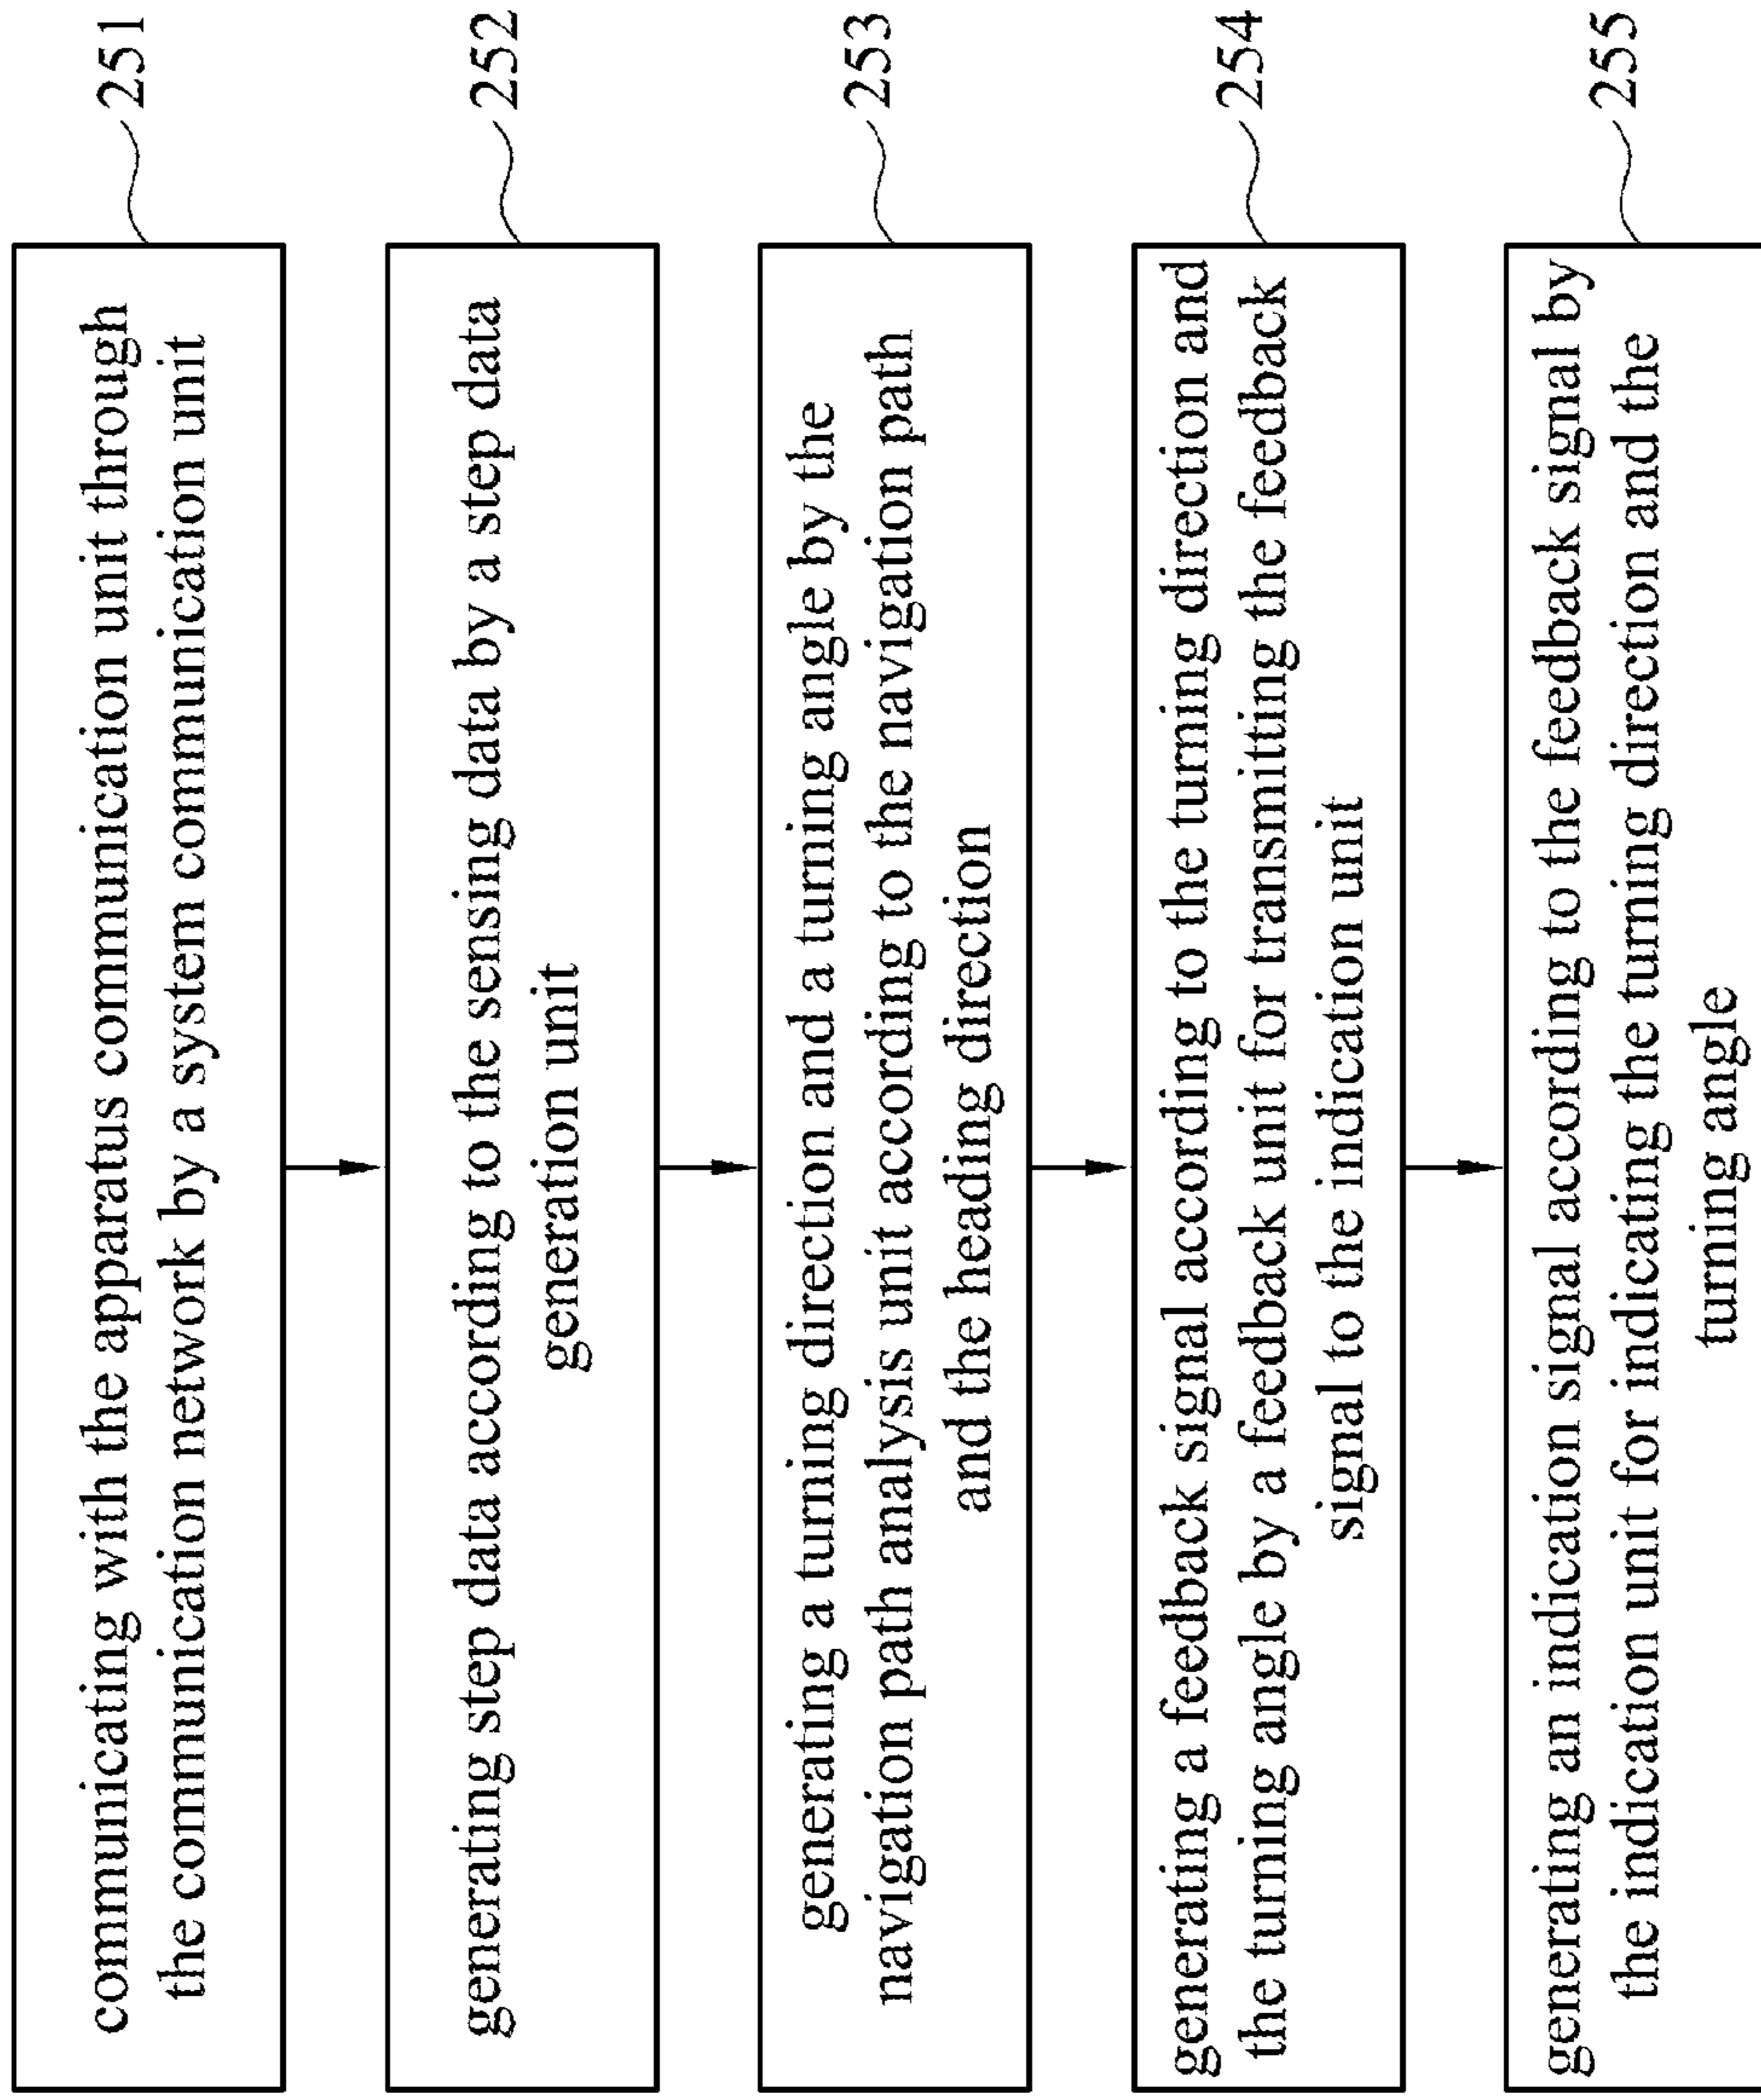 communicating with the apparatus communication unit through
the communication network by a system communication unit
251
generating step data according to the sensing data by a step data
generation unit
252
generating a turning direction and a turning angle by the
navigation path analysis unit according to the navigation path
and the heading direction
253
generating a feedback signal according to the turning direction and
the turning angle by a feedback unit for transmitting the feedback
signal to the indication unit
254
generating an indication signal according to the feedback signal by
the indication unit for indicating the turning direction and the
turning angle
255